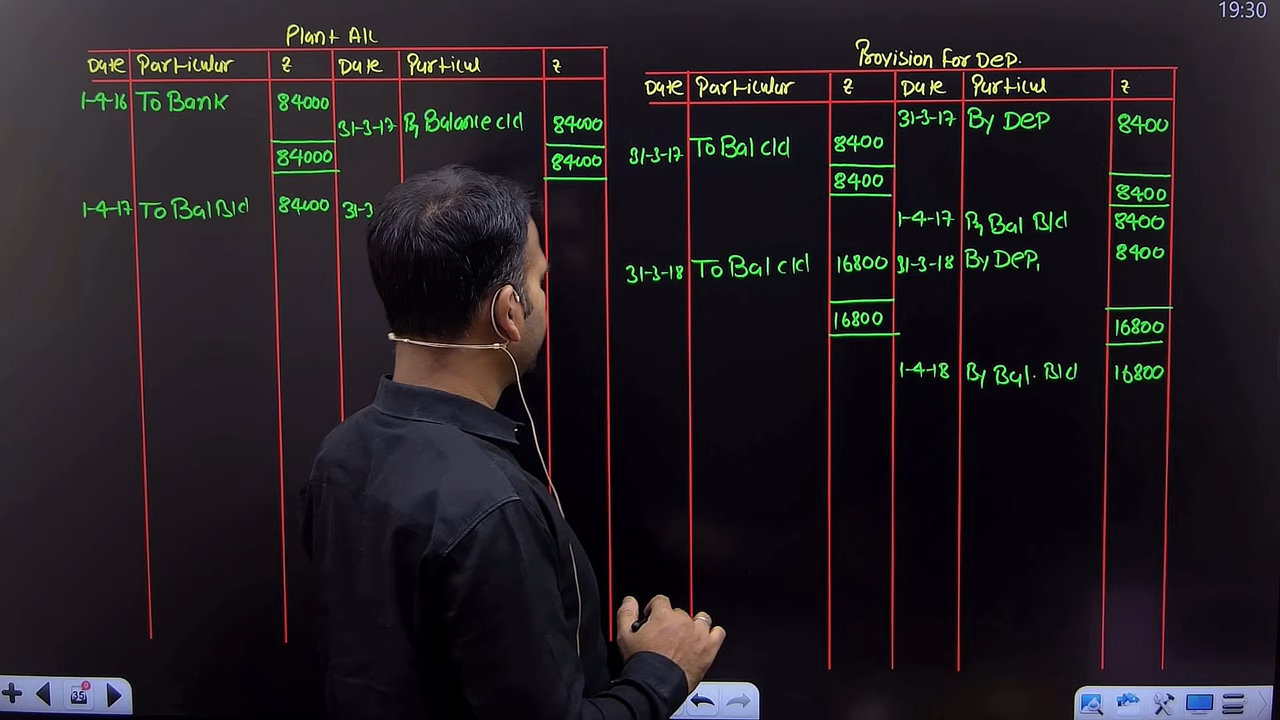 19:30
Plant A/c
Date Particular ₹ Date Particul ₹
1-4-16 To Bank 84000
31-3-17 By Balance c/d 84000
84000 84000
1-4-17 To Bal B/d 84000 31-3
Provision For Dep.
Date Particular ₹ Date Particul ₹
31-3-17 By Dep 8400
31-3-17 To Bal c/d 8400
8400 8400
1-4-17 By Bal B/d 8400
31-3-18 To Bal c/d 16800 31-3-18 By Dep. 8400
16800 16800
1-4-18 By Bal. B/d 16800
35